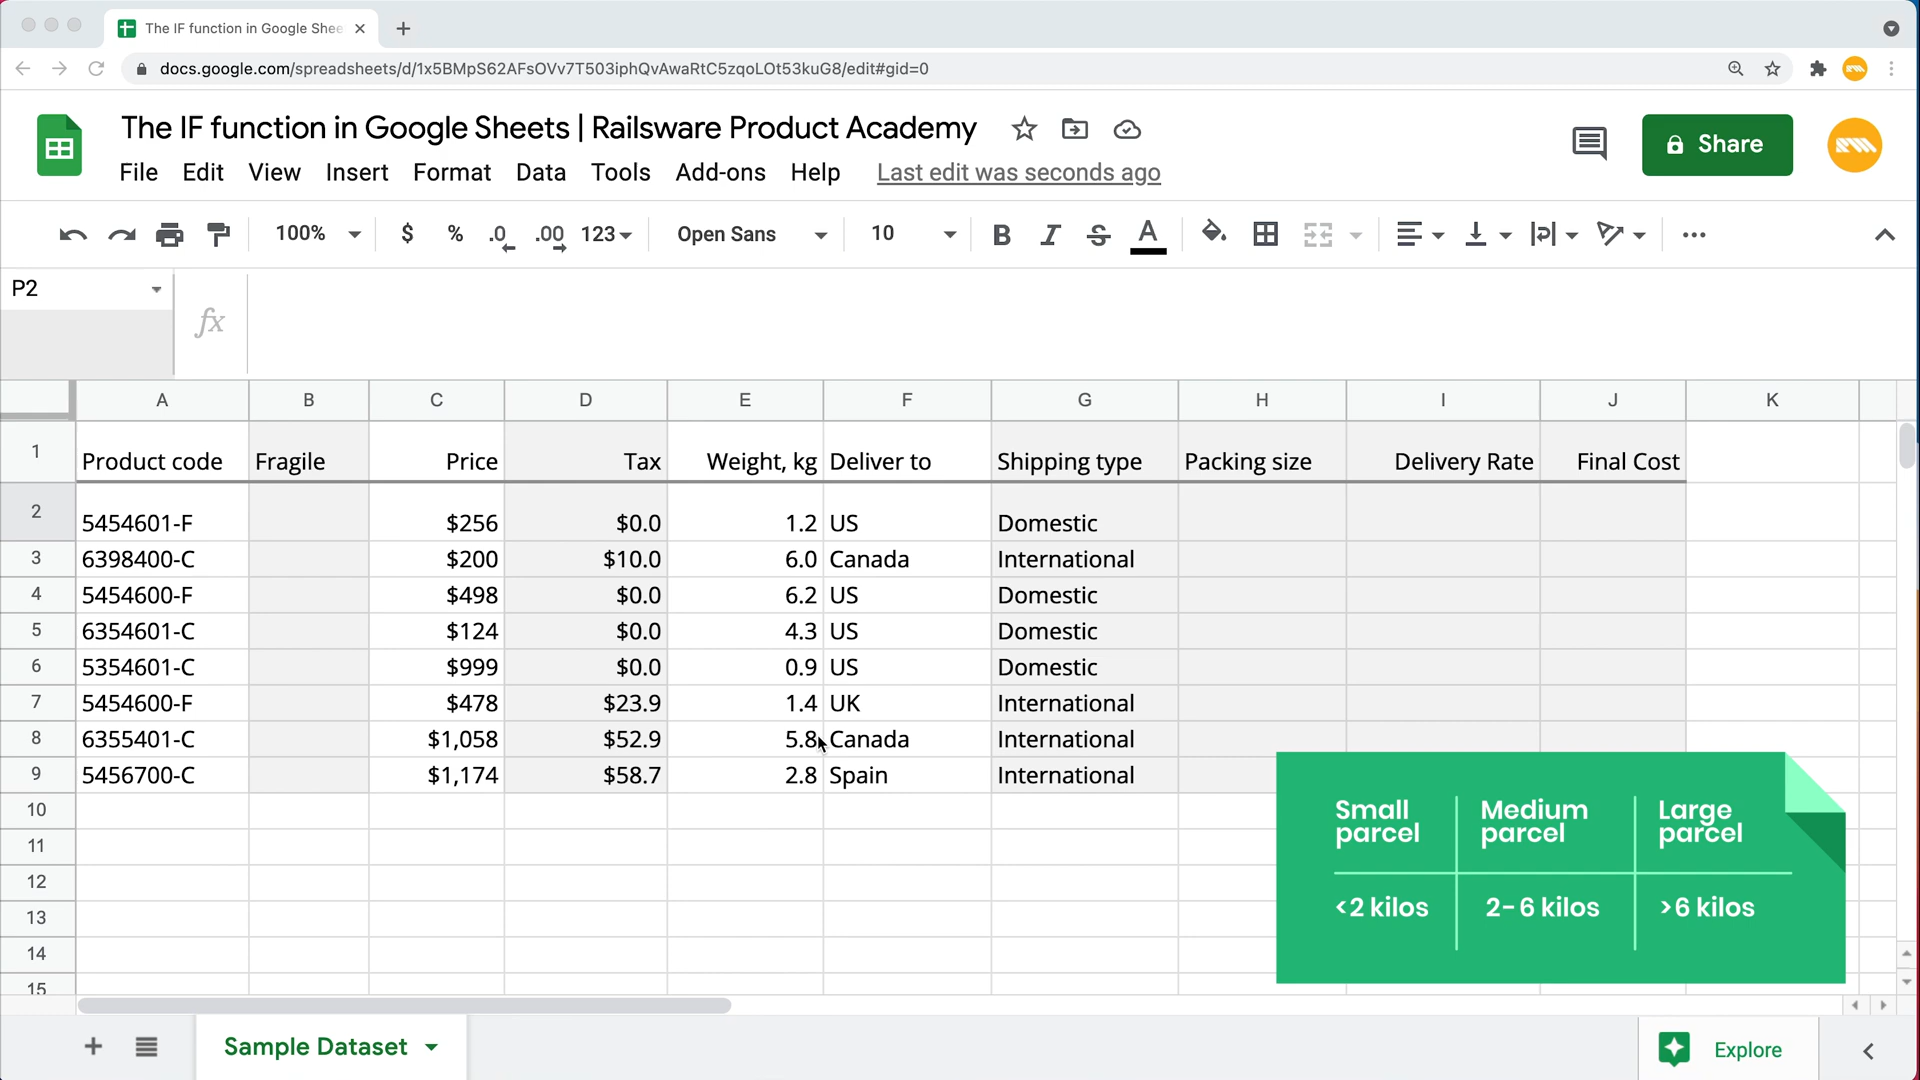 The IF function in Google Shee
docs.google.com/spreadsheets/d/1x5BMpS62AFsOVv7T503iphQvAwaRtC5zqoLOt53kuG8/edit#gid=0
The IF function in Google Sheets | Railsware Product Academy
Share
File Edit View Insert Format Data Tools Add-ons Help Last edit was seconds ago
100% $ % .0 .00 123 Open Sans 10 B I S A
P2
fx
A B C D E F G H I J K
1 Product code Fragile Price Tax Weight, kg Deliver to Shipping type Packing size Delivery Rate Final Cost
2 5454601-F $256 $0.0 1.2 US Domestic
3 6398400-C $200 $10.0 6.0 Canada International
4 5454600-F $498 $0.0 6.2 US Domestic
5 6354601-C $124 $0.0 4.3 US Domestic
6 5354601-C $999 $0.0 0.9 US Domestic
7 5454600-F $478 $23.9 1.4 UK International
8 6355401-C $1,058 $52.9 5.8 Canada International
9 5456700-C $1,174 $58.7 2.8 Spain International
10
11
12
13
14
15
Small parcel Medium parcel Large parcel
<2 kilos 2-6 kilos >6 kilos
Sample Dataset
Explore